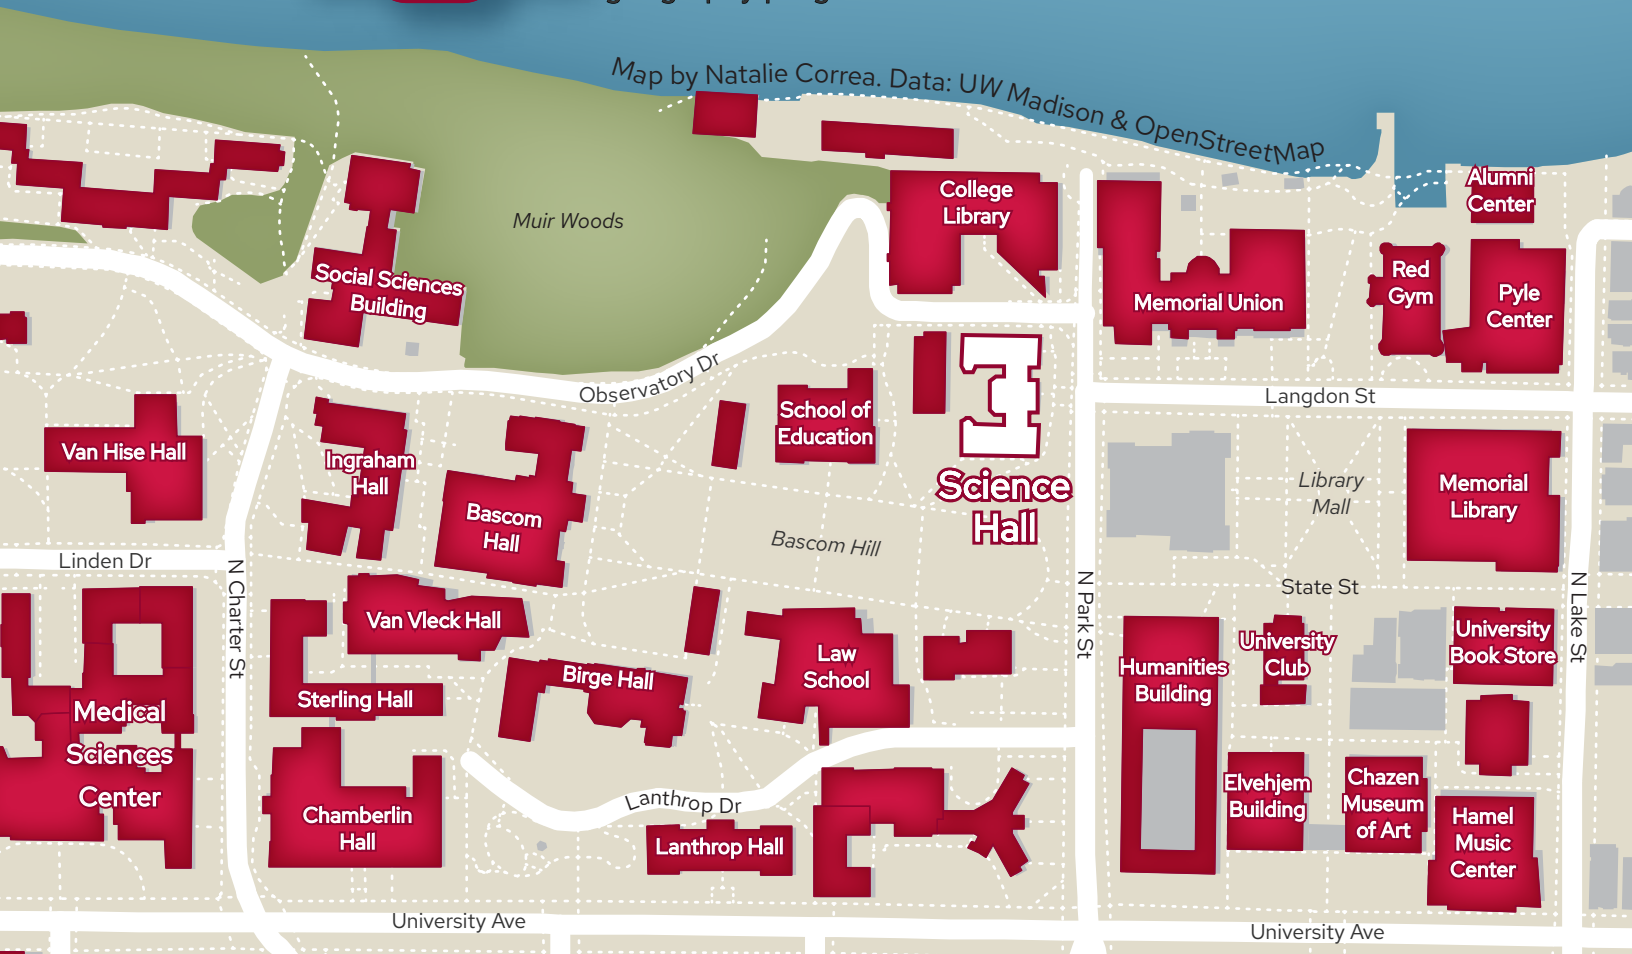 Map by Natalie Correa. Data: UW Madison & OpenStreetMap
Muir Woods
College
Library
Alumni
Center
Social Sciences
Building
Memorial Union
Red
Gym
Pyle
Center
Observatory Dr
Langdon St
School of
Education
Van Hise Hall
Ingraham
Hall
Bascom
Hall
Science
Hall
Library
Mall
Memorial
Library
Bascom Hill
Linden Dr
N Charter St
N Park St
State St
N Lake St
Van Vleck Hall
Birge Hall
Law
School
Humanities
Building
University
Club
University
Book Store
Sterling Hall
Medical
Sciences
Center
Chamberlin
Hall
Lanthrop Dr
Lanthrop Hall
Elvehjem
Building
Chazen
Museum
of Art
Hamel
Music
Center
University Ave
University Ave